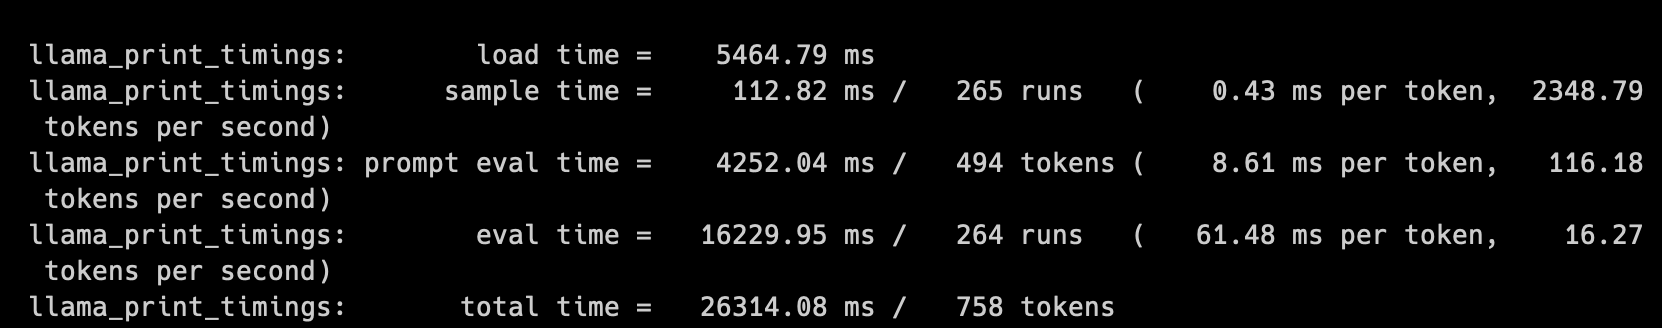 llama_print_timings:        load time =    5464.79 ms
llama_print_timings:      sample time =     112.82 ms /   265 runs   (    0.43 ms per token,  2348.79
 tokens per second)
llama_print_timings: prompt eval time =    4252.04 ms /   494 tokens (    8.61 ms per token,   116.18
 tokens per second)
llama_print_timings:        eval time =   16229.95 ms /   264 runs   (   61.48 ms per token,    16.27
 tokens per second)
llama_print_timings:       total time =   26314.08 ms /   758 tokens